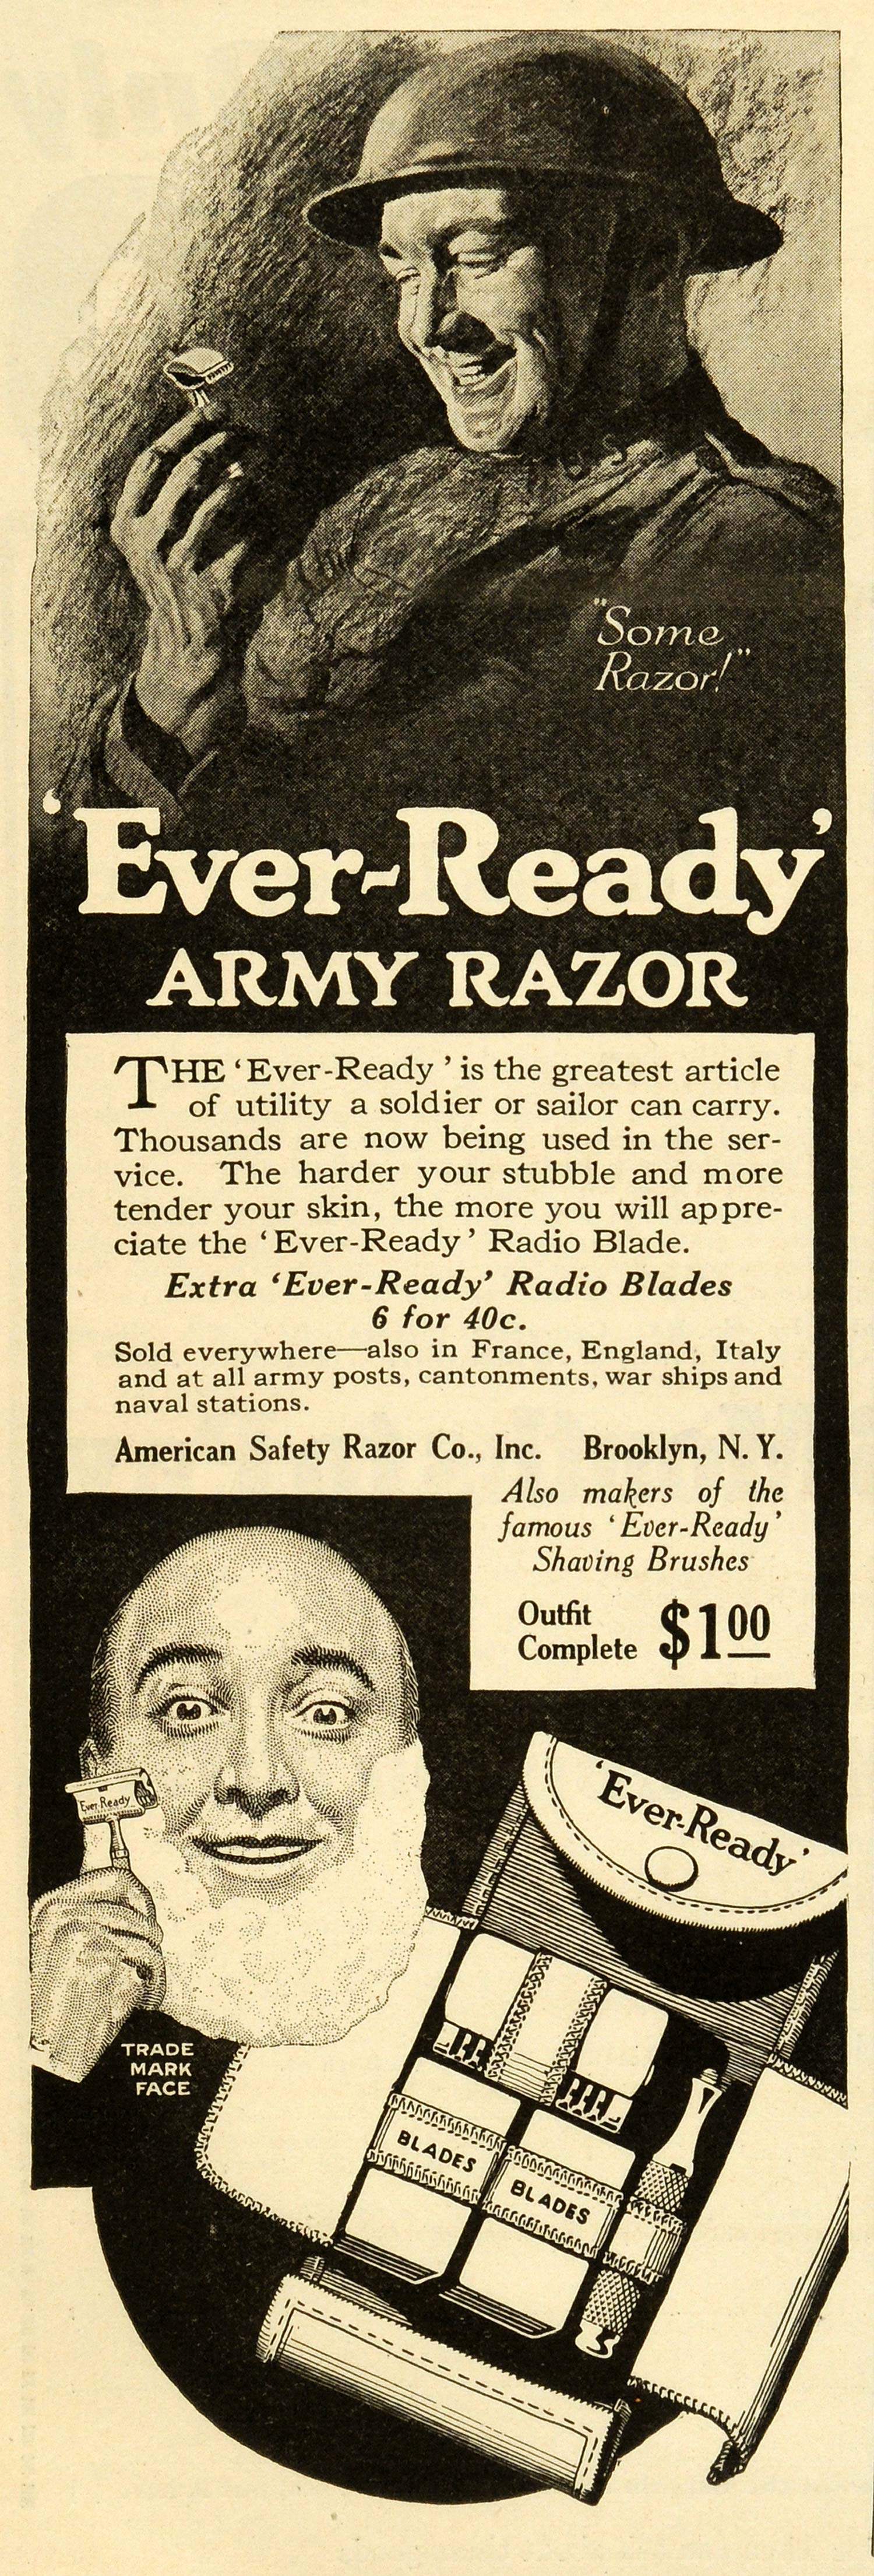 "Some
Razor!"
'Ever-Ready'
ARMY RAZOR
THE 'Ever-Ready' is the greatest article
of utility a soldier or sailor can carry.
Thousands are now being used in the ser-
vice. The harder your stubble and more
tender your skin, the more you will appre-
ciate the 'Ever-Ready' Radio Blade.
Extra 'Ever-Ready' Radio Blades
6 for 40c.
Sold everywhere—also in France, England, Italy
and at all army posts, cantonments, war ships and
naval stations.
American Safety Razor Co., Inc. Brooklyn, N. Y.
Also makers of the
famous 'Ever-Ready'
Shaving Brushes
Outfit
Complete $100
Ever Ready
'Ever-Ready'
TRADE
MARK
FACE
BLADES
BLADES